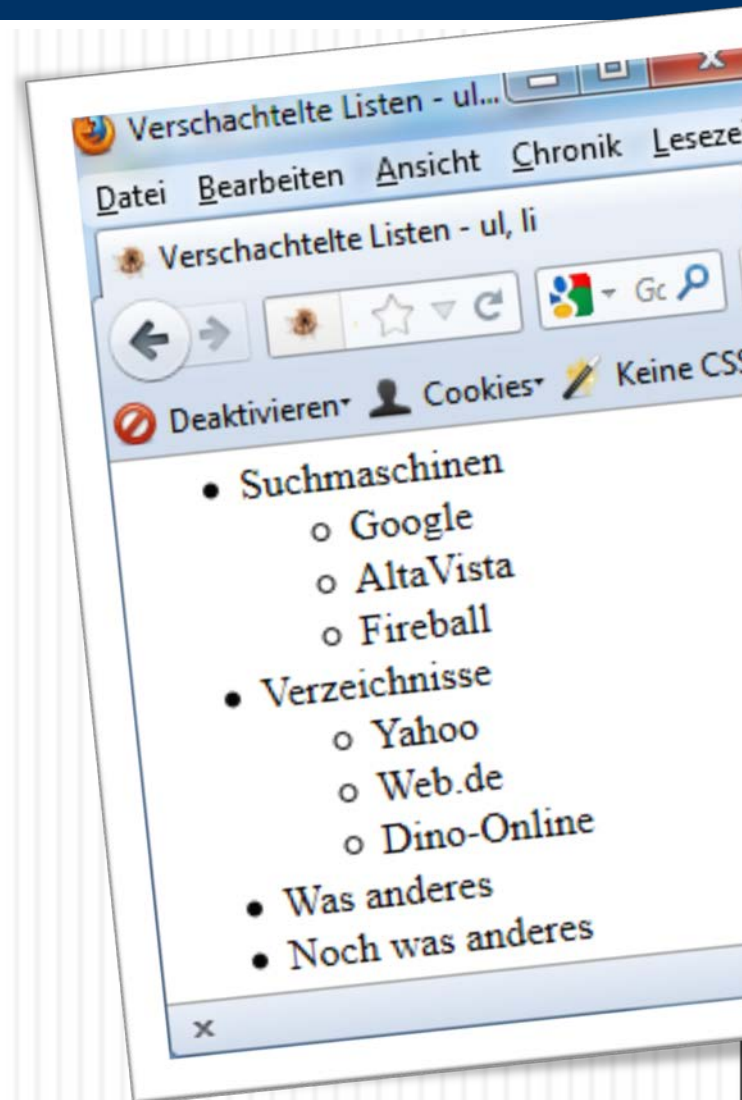 Verschachtelte Listen - ul...
Datei Bearbeiten Ansicht Chronik
Verschachtelte Listen - ul, li
Deaktivieren Cookies Keine CSS
• Suchmaschinen
o Google
o AltaVista
o Fireball
• Verzeichnisse
o Yahoo
o Web.de
o Dino-Online
• Was anderes
• Noch was anderes
x